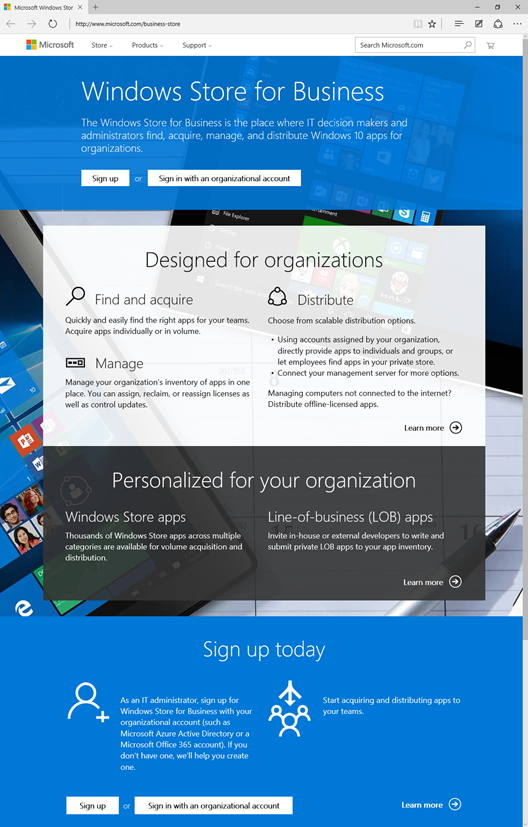 Microsoft Windows Stor
http://www.microsoft.com/business-store
Microsoft
Store
Products
Support
Search Microsoft.com
Windows Store for Business
The Windows Store for Business is the place where IT decision makers and
administrators find, acquire, manage, and distribute Windows 10 apps for
organizations.
Sign up or Sign in with an organizational account
File Explorer
Designed for organizations
Find and acquire
Quickly and easily find the right apps for your teams.
Acquire apps individually or in volume.
Manage
Manage your organization's inventory of apps in one
place. You can assign, reclaim, or reassign licenses as
well as control updates.
Distribute
Choose from scalable distribution options.
• Using accounts assigned by your organization,
directly provide apps to individuals and groups, or
let employees find apps in your private store.
• Connect your management server for more options.
Managing computers not connected to the internet?
Distribute offline-licensed apps.
Learn more
Personalized for your organization
Windows Store apps
Thousands of Windows Store apps across multiple
categories are available for volume acquisition and
distribution.
Line-of-business (LOB) apps
Invite in-house or external developers to write and
submit private LOB apps to your app inventory.
Learn more
Sign up today
As an IT administrator, sign up for
Windows Store for Business with your
organizational account (such as
Microsoft Azure Active Directory or a
Microsoft Office 365 account). If you
don't have one, we'll help you create
one.
Start acquiring and distributing apps to
your teams.
Sign up or Sign in with an organizational account
Learn more